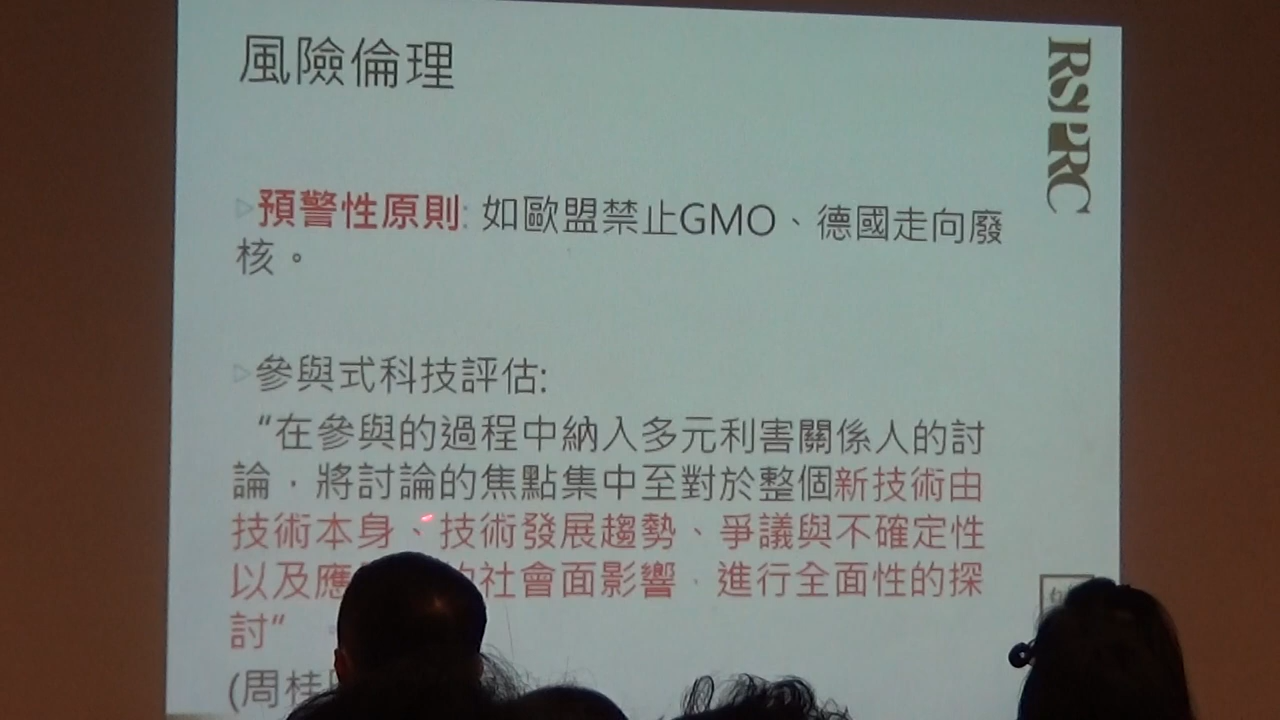 風險倫理
RSPRC
▷預警性原則: 如歐盟禁止GMO、德國走向廢
核。
▷參與式科技評估:
“在參與的過程中納入多元利害關係人的討
論，將討論的焦點集中至對於整個新技術由
技術本身、技術發展趨勢、爭議與不確定性
以及應 社會面影響，進行全面性的探
討”。
(周桂